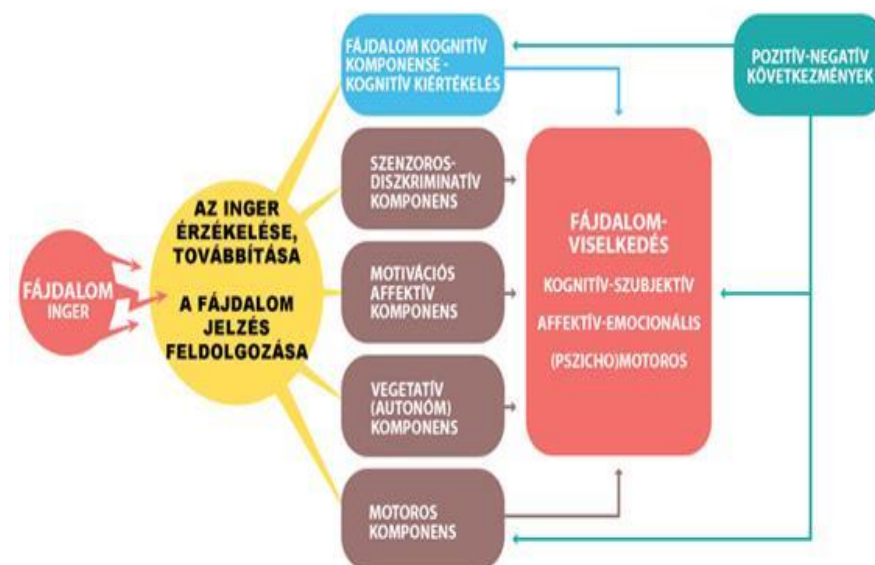 FÁJDALOM
INGER
AZ INGER
ÉRZÉKELÉSE,
TOVÁBBÍTÁSA
A FÁJDALOM
JELZÉS
FELDOLGOZÁSA
FÁJDALOM KOGNITÍV
KOMPONENSE -
KOGNITÍV KIÉRTÉKELÉS
SZENZOROS-
DISZKRIMINATÍV
KOMPONENS
MOTIVÁCIÓS
AFFEKTÍV
KOMPONENS
VEGETATÍV
(AUTONÓM)
KOMPONENS
MOTOROS
KOMPONENS
FÁJDALOM-
VISELKEDÉS
KOGNITÍV-SZUBJEKTÍV
AFFEKTÍV-EMOCIONÁLIS
(PSZICHO)MOTOROS
POZITÍV-NEGATÍV
KÖVETKEZMÉNYEK